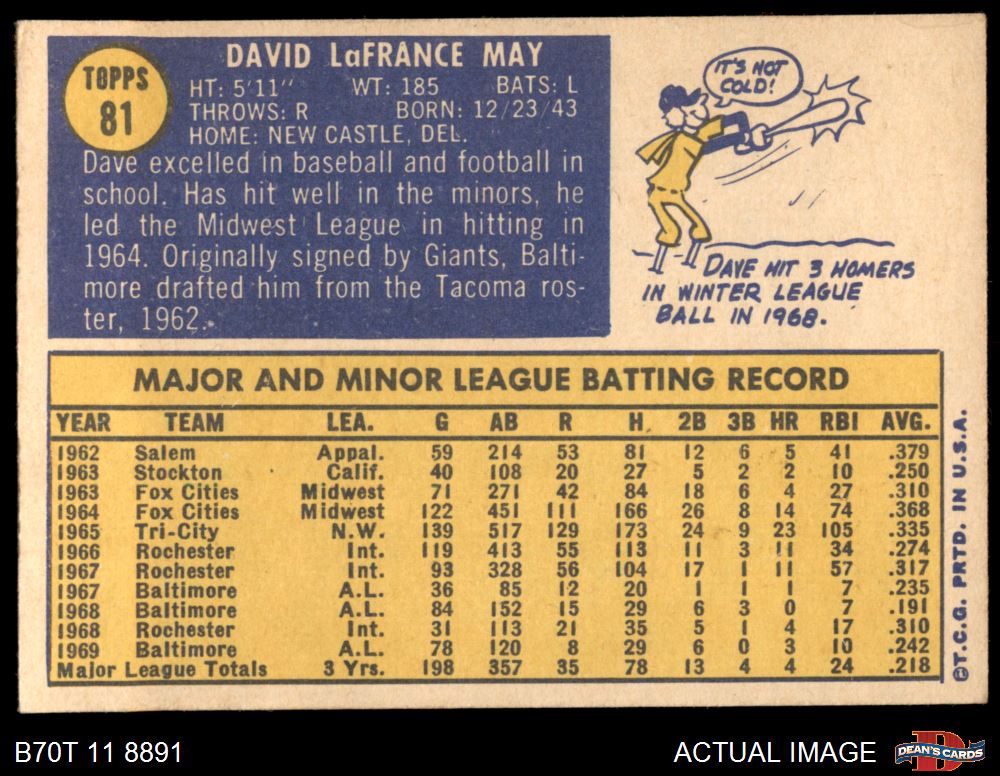 TOPPS
81
DAVID LaFRANCE MAY
HT: 5'11" WT: 185 BATS: L
THROWS: R BORN: 12/23/43
HOME: NEW CASTLE, DEL.
Dave excelled in baseball and football in
school. Has hit well in the minors, he
led the Midwest League in hitting in
1964. Originally signed by Giants, Balti-
more drafted him from the Tacoma ros-
ter, 1962.
IT'S NOT
COLD!
DAVE HIT 3 HOMERS
IN WINTER LEAGUE
BALL IN 1968.
MAJOR AND MINOR LEAGUE BATTING RECORD
YEAR TEAM LEA. G AB R H 2B 3B HR RBI AVG.
1962 Salem Appal. 59 214 53 81 12 6 5 41 .379
1963 Stockton Calif. 40 108 20 27 5 2 2 10 .250
1963 Fox Cities Midwest 71 271 42 84 18 6 4 27 .310
1964 Fox Cities Midwest 122 451 111 166 26 8 14 74 .368
1965 Tri-City N.W. 139 517 129 173 24 9 23 105 .335
1966 Rochester Int. 119 413 55 113 11 3 11 34 .274
1967 Rochester Int. 93 328 56 104 17 1 11 57 .317
1967 Baltimore A.L. 36 85 12 20 1 1 1 7 .235
1968 Baltimore A.L. 84 152 15 29 6 3 0 7 .191
1968 Rochester Int. 31 113 21 35 5 1 4 17 .310
1969 Baltimore A.L. 78 120 8 29 6 0 3 10 .242
Major League Totals 3 Yrs. 198 357 35 78 13 4 4 24 .218
©T.C.G. PRTD. IN U.S.A.
B70T 11 8891
ACTUAL IMAGE
D
DEAN'S CARDS